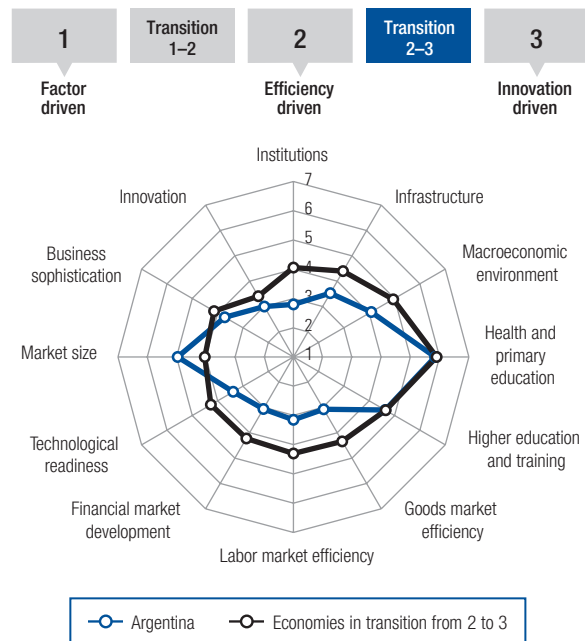 1
Transition
1–2
2
Transition
2–3
3
Factor
driven
Efficiency
driven
Innovation
driven
Institutions
Infrastructure
Macroeconomic
environment
Health and
primary
education
Higher education
and training
Goods market
efficiency
Labor market efficiency
Financial market
development
Technological
readiness
Market size
Business
sophistication
Innovation
7
6
5
4
3
2
1
Argentina
Economies in transition from 2 to 3